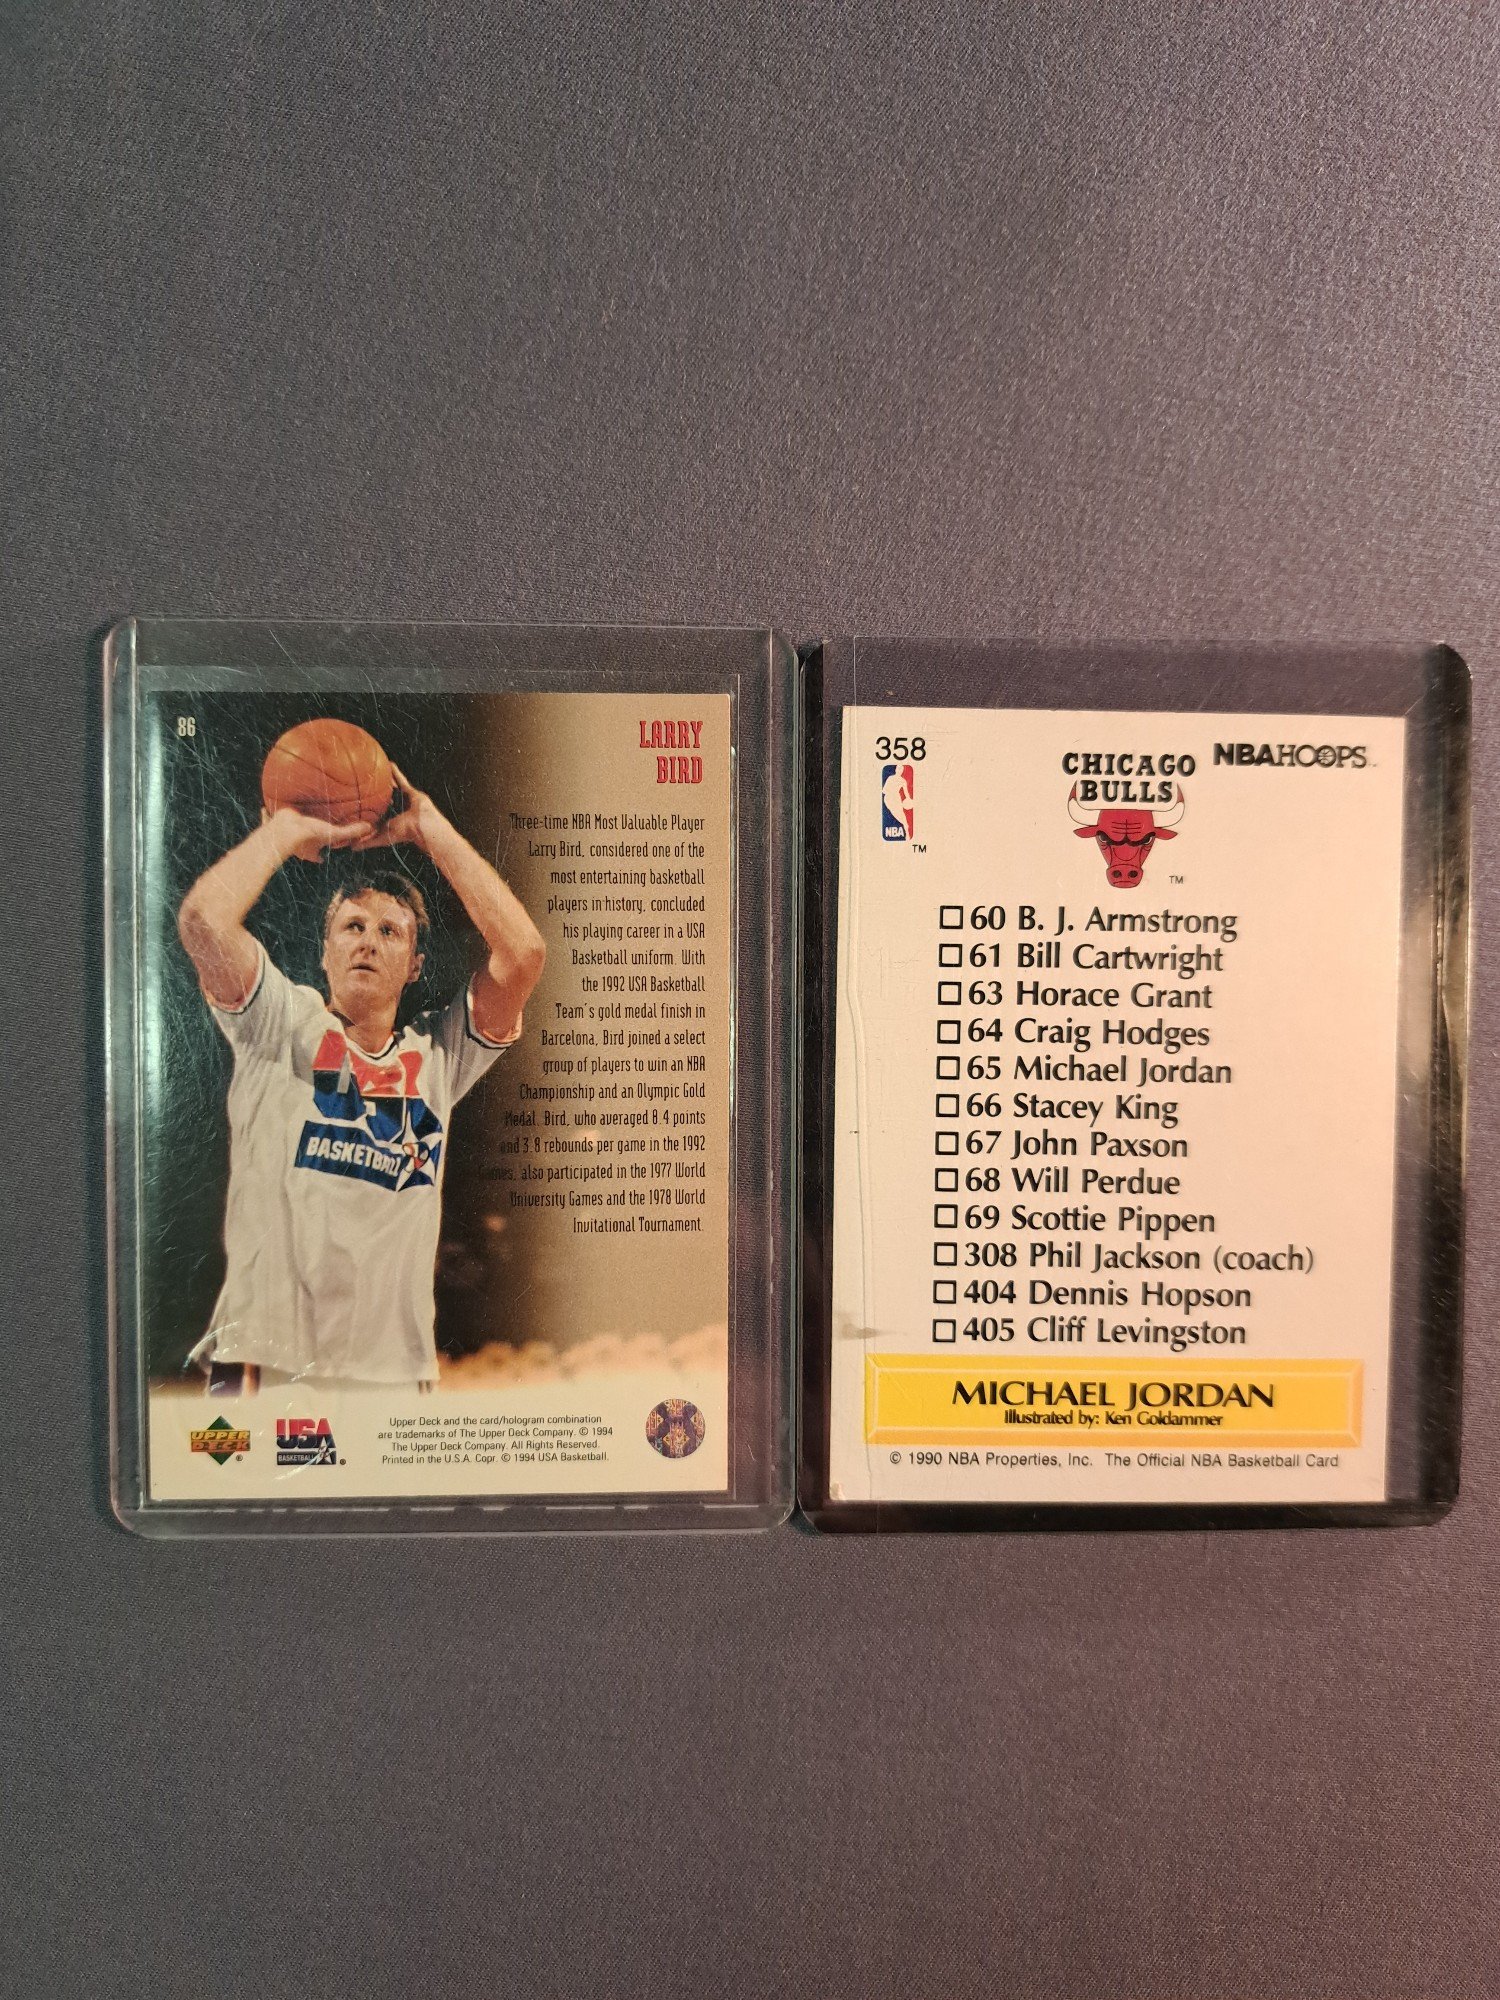 86
LARRY
BIRD
Three-time NBA Most Valuable Player
Larry Bird, considered one of the
most entertaining basketball
players in history, concluded
his playing career in a USA
Basketball uniform. With
the 1992 USA Basketball
Team's gold medal finish in
Barcelona, Bird joined a select
group of players to win an NBA
Championship and an Olympic Gold
Medal. Bird, who averaged 8.4 points
and 3.8 rebounds per game in the 1992
Games, also participated in the 1977 World
University Games and the 1978 World
Invitational Tournament.
BASKETBALL
UPPER
DECK
®
USA
BASKETBALL
®
Upper Deck and the card/hologram combination
are trademarks of The Upper Deck Company. © 1994
The Upper Deck Company. All Rights Reserved.
Printed in the U.S.A. Copr. © 1994 USA Basketball.
358
NBA
TM
CHICAGO
BULLS
TM
NBAHOOPS
□ 60 B. J. Armstrong
□ 61 Bill Cartwright
□ 63 Horace Grant
□ 64 Craig Hodges
□ 65 Michael Jordan
□ 66 Stacey King
□ 67 John Paxson
□ 68 Will Perdue
□ 69 Scottie Pippen
□ 308 Phil Jackson (coach)
□ 404 Dennis Hopson
□ 405 Cliff Levingston
MICHAEL JORDAN
Illustrated by: Ken Goldammer
© 1990 NBA Properties, Inc. The Official NBA Basketball Card